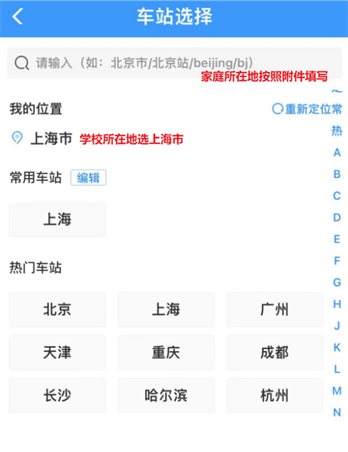 车站选择
请输入（如：北京市/北京站/beijing/bj）
家庭所在地按照附件填写
我的位置
重新定位
常
热
上海市
学校所在地选上海市
A
B
常用车站 编辑
C
D
上海
E
F
热门车站
G
H
北京 上海 广州
J
天津 重庆 成都
K
L
长沙 哈尔滨 杭州
M
N